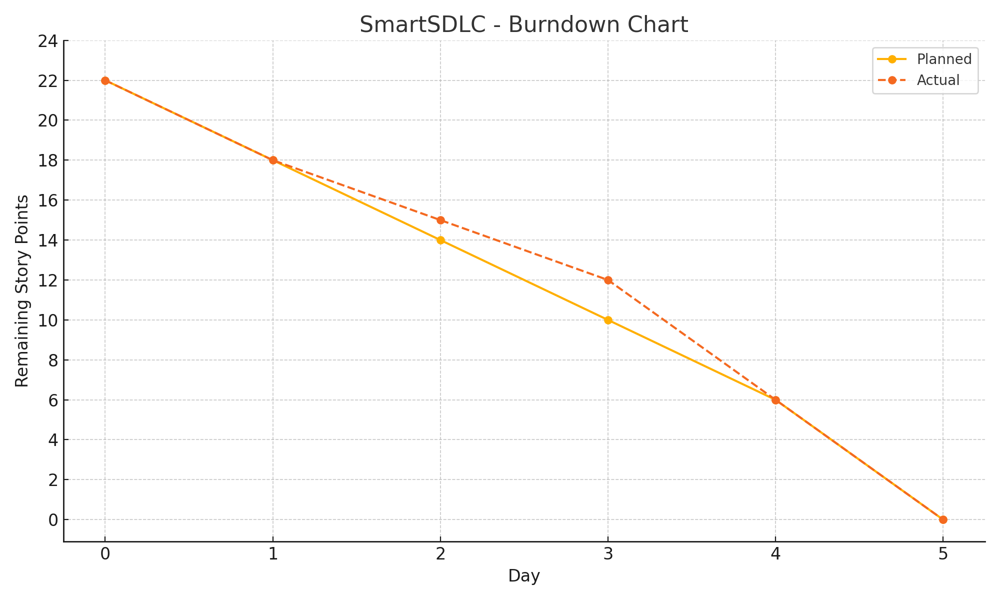 SmartSDLC - Burndown Chart
Planned
Actual
Remaining Story Points
24
22
20
18
16
14
12
10
8
6
4
2
0
0 1 2 3 4 5
Day